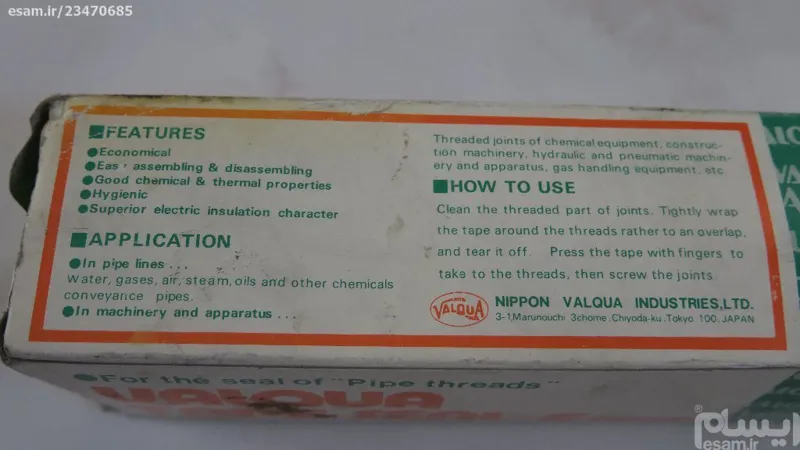 esam.ir/23470685
FEATURES
Economical
Eas assembling & disassembling
Good chemical & thermal properties
Hygienic
Superior electric insulation character
APPLICATION
In pipe lines ...
Water, gases, air, steam, oils and other chemicals
conveyance pipes.
In machinery and apparatus ...
Threaded joints of chemical equipment, construc-
tion machinery, hydraulic and pneumatic machin-
ery and apparatus, gas handling equipment, etc.
HOW TO USE
Clean the threaded part of joints. Tightly wrap
the tape around the threads rather to an overlap,
and tear it off. Press the tape with fingers to
take to the threads, then screw the joints.
VALQUA
NIPPON VALQUA INDUSTRIES, LTD.
3-1, Marunouchi 3chome, Chiyoda-ku, Tokyo 100, JAPAN
For the seal of "Pipe threads"
VALQUA
ایسام
esam.ir